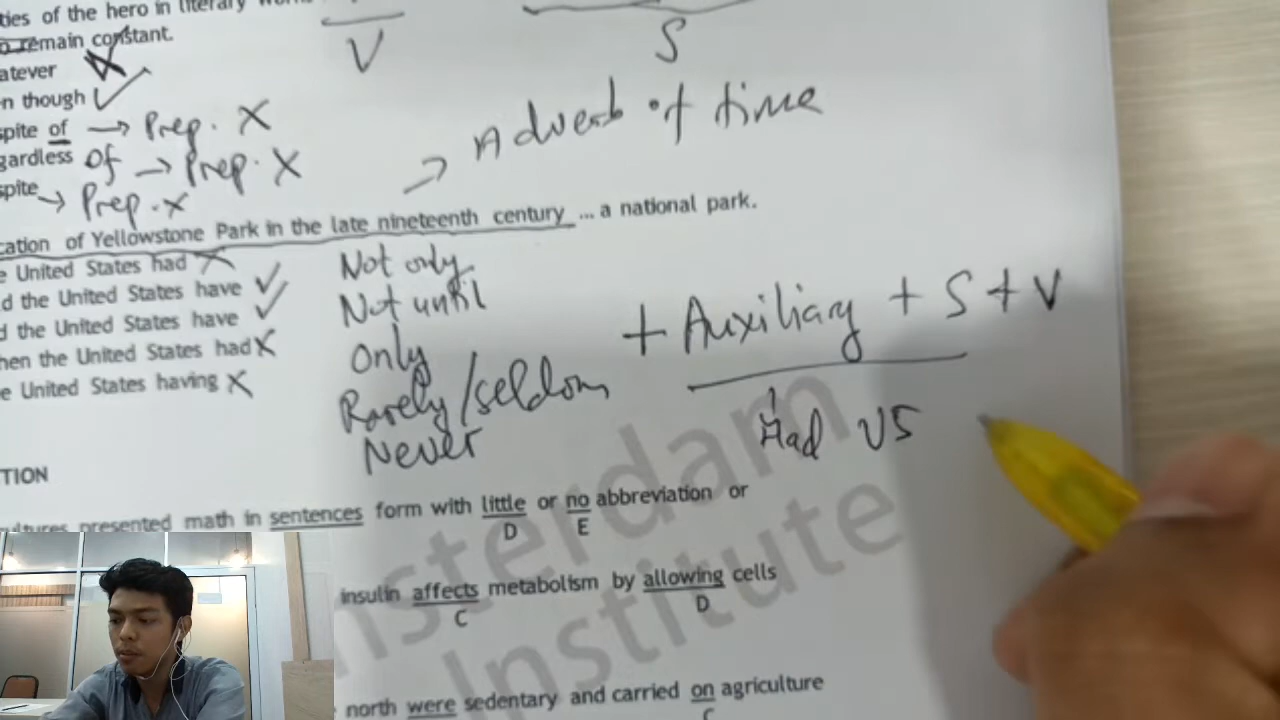 ties of the hero in literary
V
S
remain constant.
atever
n though
spite of → Prep. X
Adverb of time
gardless of → Prep. X
spite → Prep. X
cation of Yellowstone Park in the late nineteenth century ... a national park.
e United States had X
Not only
d the United States have ✓
Not until
+ Auxiliary + S + V
d the United States have ✓
Only
hen the United States had X
Rarely/seldom
Had VS
e United States having X
Never
TION
ultures presented math in sentences form with little or no abbreviation or
D E
insulin affects metabolism by allowing cells
C D
north were sedentary and carried on agriculture
C
Institute